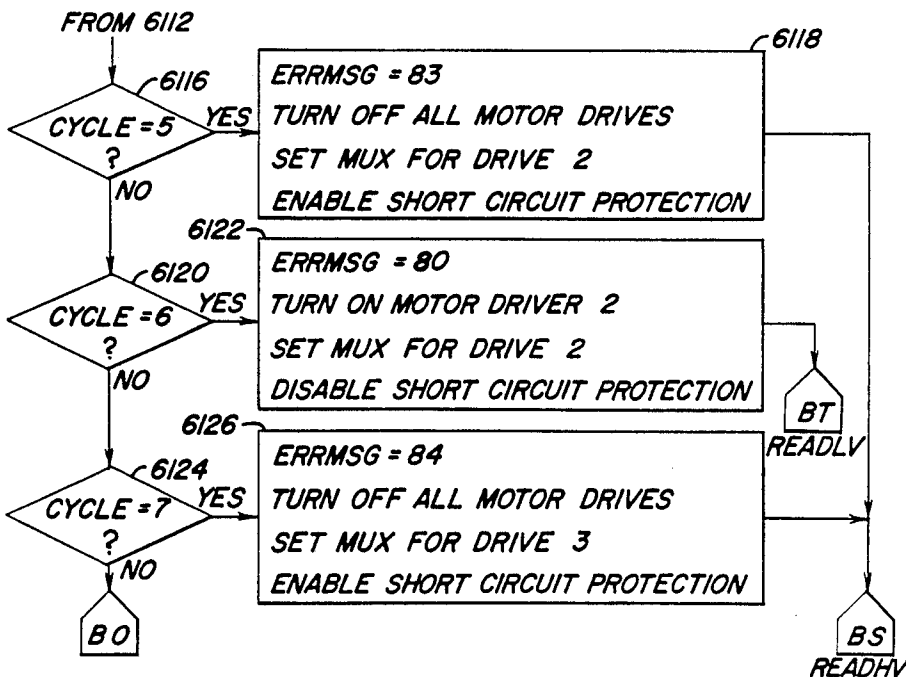 FROM 6112
6116
CYCLE = 5
?
YES
NO
6118
ERRMSG = 83
TURN OFF ALL MOTOR DRIVES
SET MUX FOR DRIVE 2
ENABLE SHORT CIRCUIT PROTECTION
6120
CYCLE = 6
?
YES
NO
6122
ERRMSG = 80
TURN ON MOTOR DRIVER 2
SET MUX FOR DRIVE 2
DISABLE SHORT CIRCUIT PROTECTION
BT
READLV
6124
CYCLE = 7
?
YES
NO
6126
ERRMSG = 84
TURN OFF ALL MOTOR DRIVES
SET MUX FOR DRIVE 3
ENABLE SHORT CIRCUIT PROTECTION
BO
BS
READHV